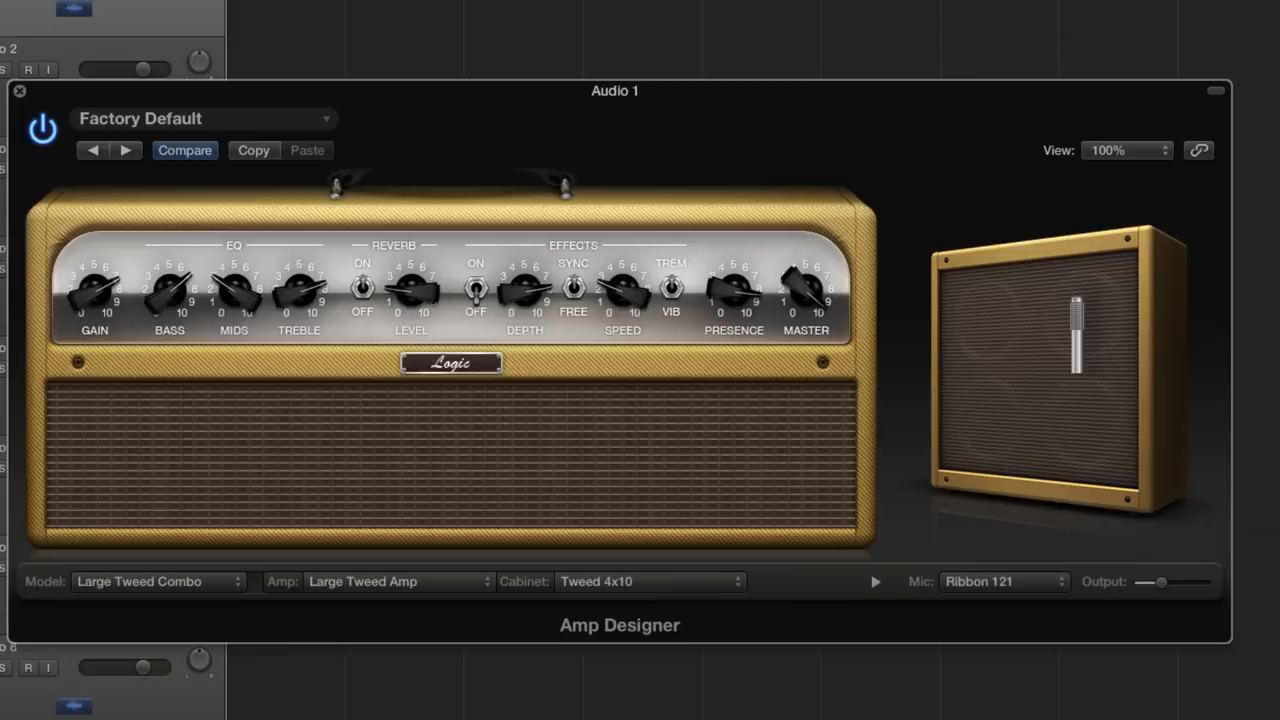 o 2
S R I
Audio 1
Factory Default
Compare Copy Paste
View: 100%
EQ REVERB EFFECTS
ON ON SYNC TREM
OFF OFF FREE VIB
GAIN BASS MIDS TREBLE LEVEL DEPTH SPEED PRESENCE MASTER
Logic
Model: Large Tweed Combo Amp: Large Tweed Amp Cabinet: Tweed 4x10 Mic: Ribbon 121 Output:
Amp Designer
o 8
S R I
L R